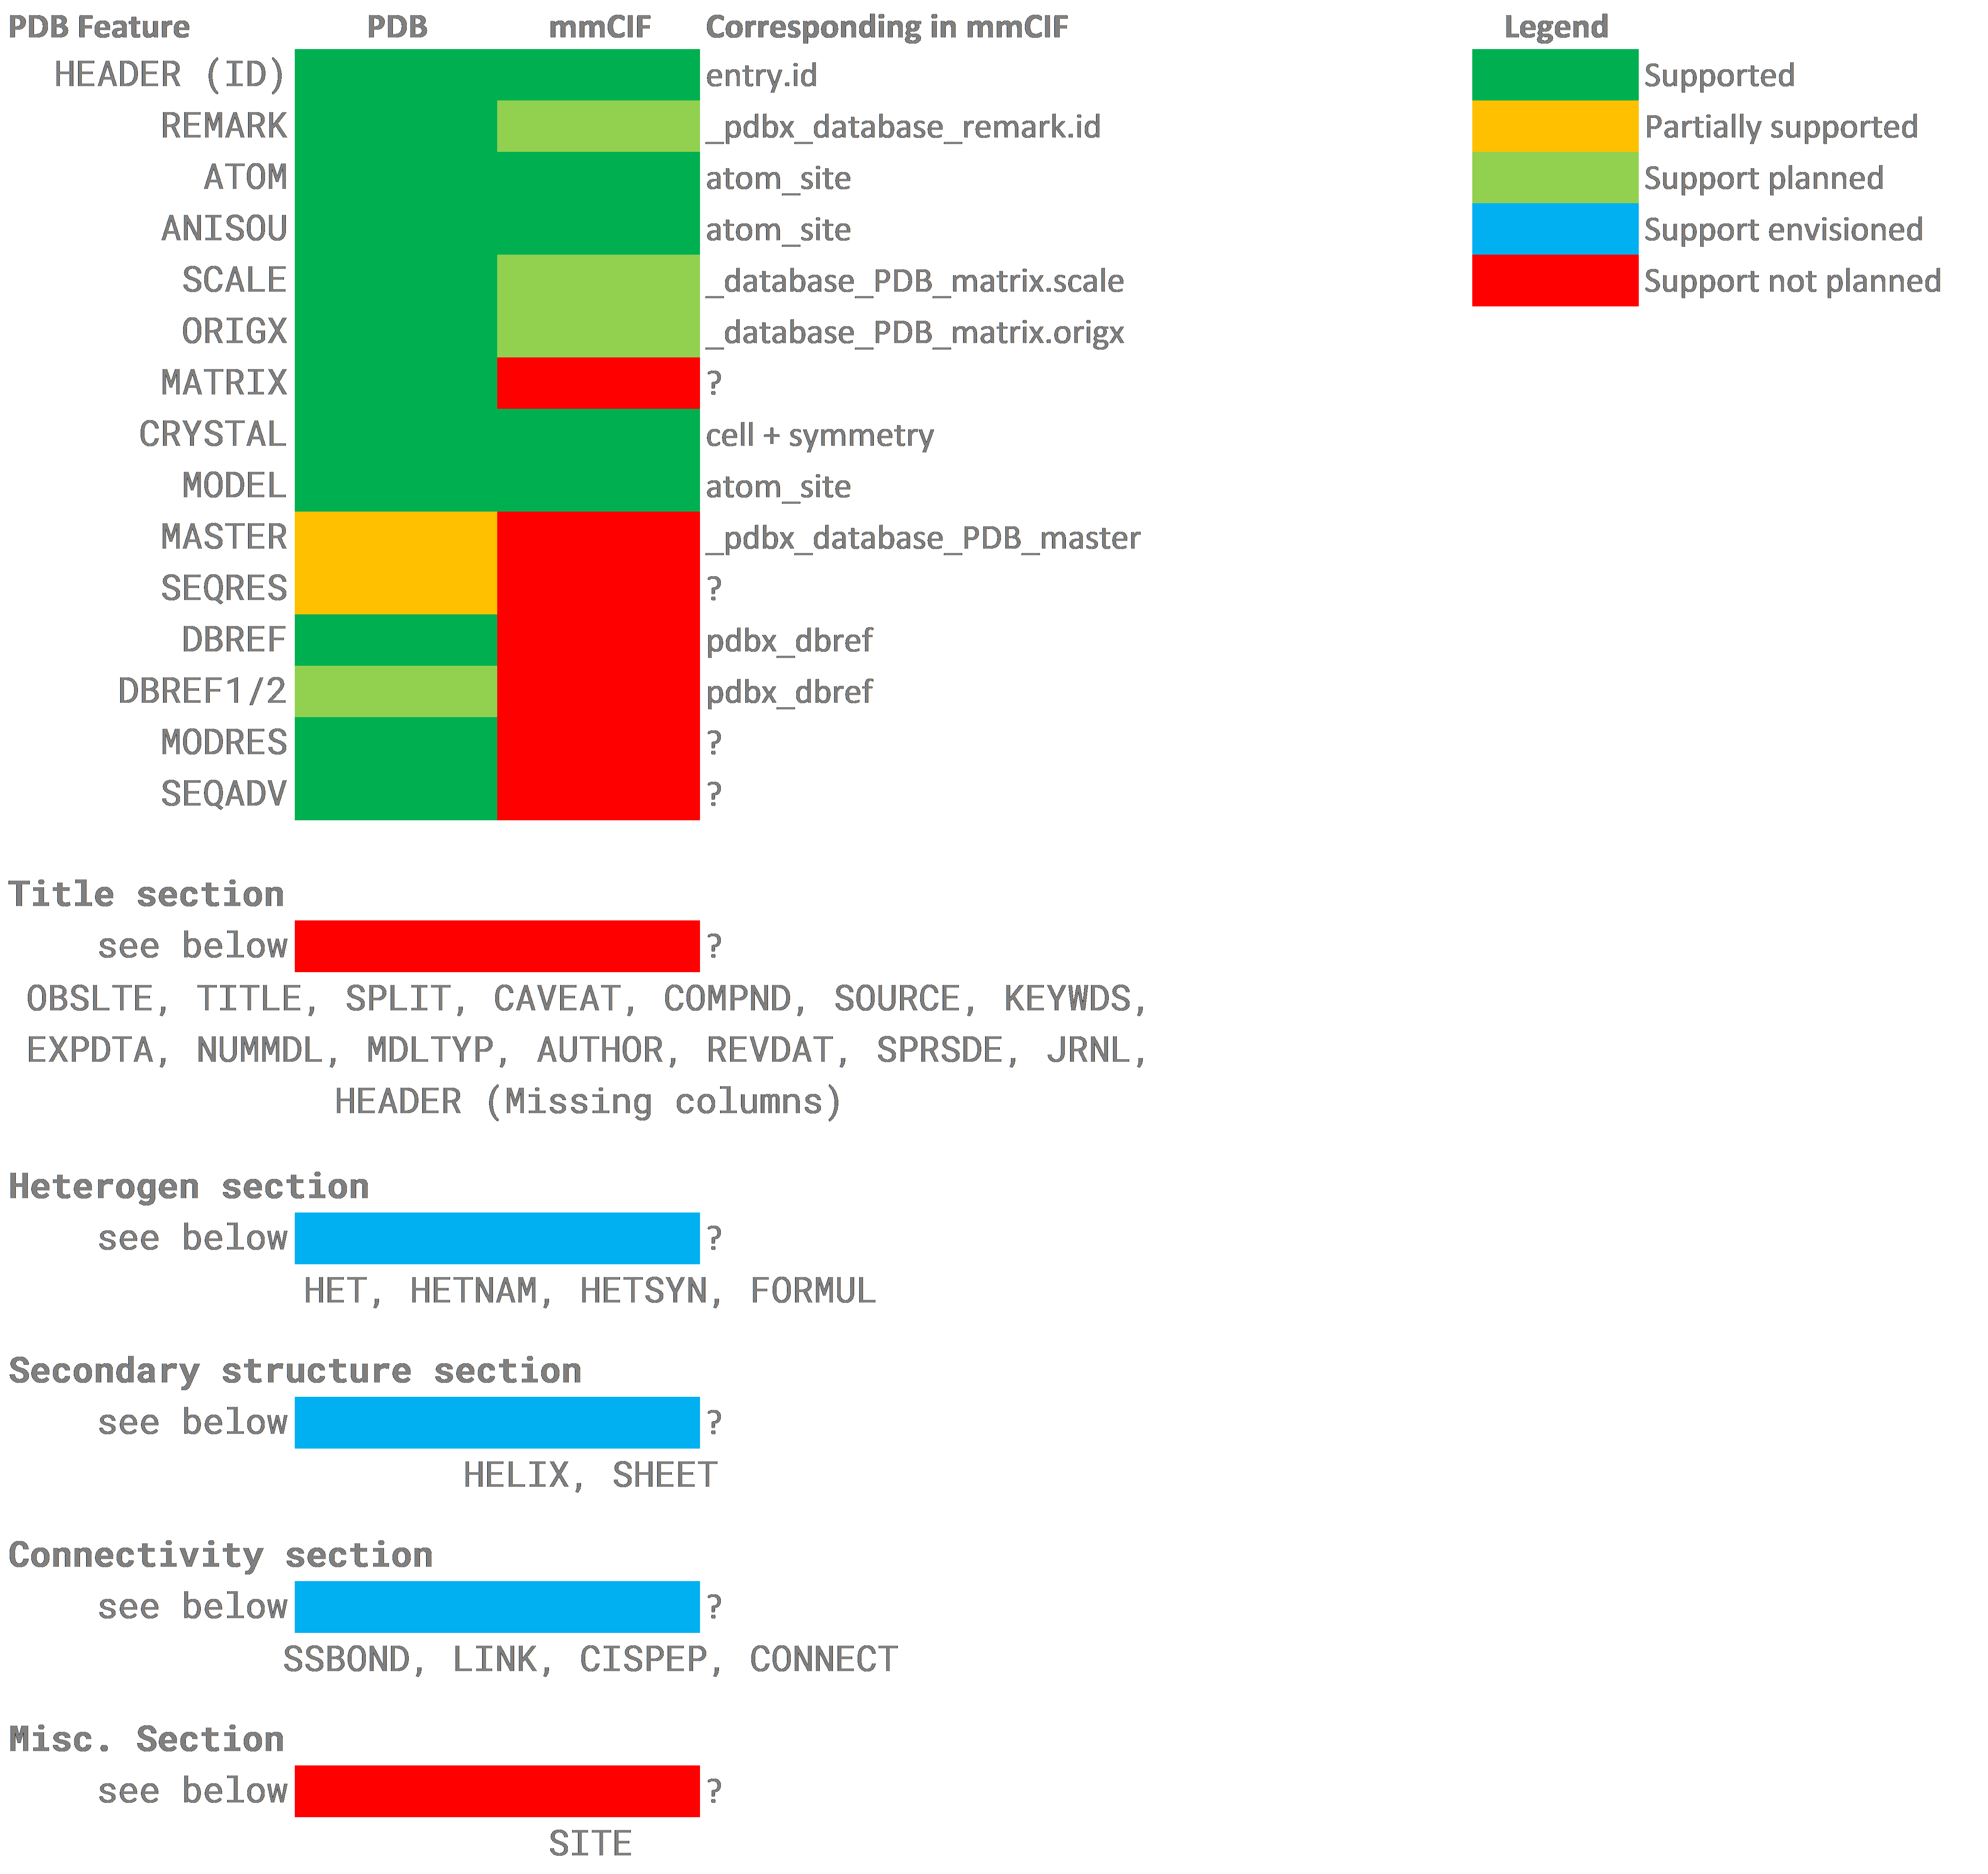 PDB Feature PDB mmCIF Corresponding in mmCIF Legend
HEADER (ID) entry.id Supported
REMARK _pdbx_database_remark.id Partially supported
ATOM atom_site Support planned
ANISOU atom_site Support envisioned
SCALE _database_PDB_matrix.scale Support not planned
ORIGX _database_PDB_matrix.origx
MATRIX ?
CRYSTAL cell + symmetry
MODEL atom_site
MASTER _pdbx_database_PDB_master
SEQRES ?
DBREF pdbx_dbref
DBREF1/2 pdbx_dbref
MODRES ?
SEQADV ?
Title section
see below ?
OBSLTE, TITLE, SPLIT, CAVEAT, COMPND, SOURCE, KEYWDS,
EXPDTA, NUMMDL, MDLTYP, AUTHOR, REVDAT, SPRSDE, JRNL,
HEADER (Missing columns)
Heterogen section
see below ?
HET, HETNAM, HETSYN, FORMUL
Secondary structure section
see below ?
HELIX, SHEET
Connectivity section
see below ?
SSBOND, LINK, CISPEP, CONNECT
Misc. Section
see below ?
SITE